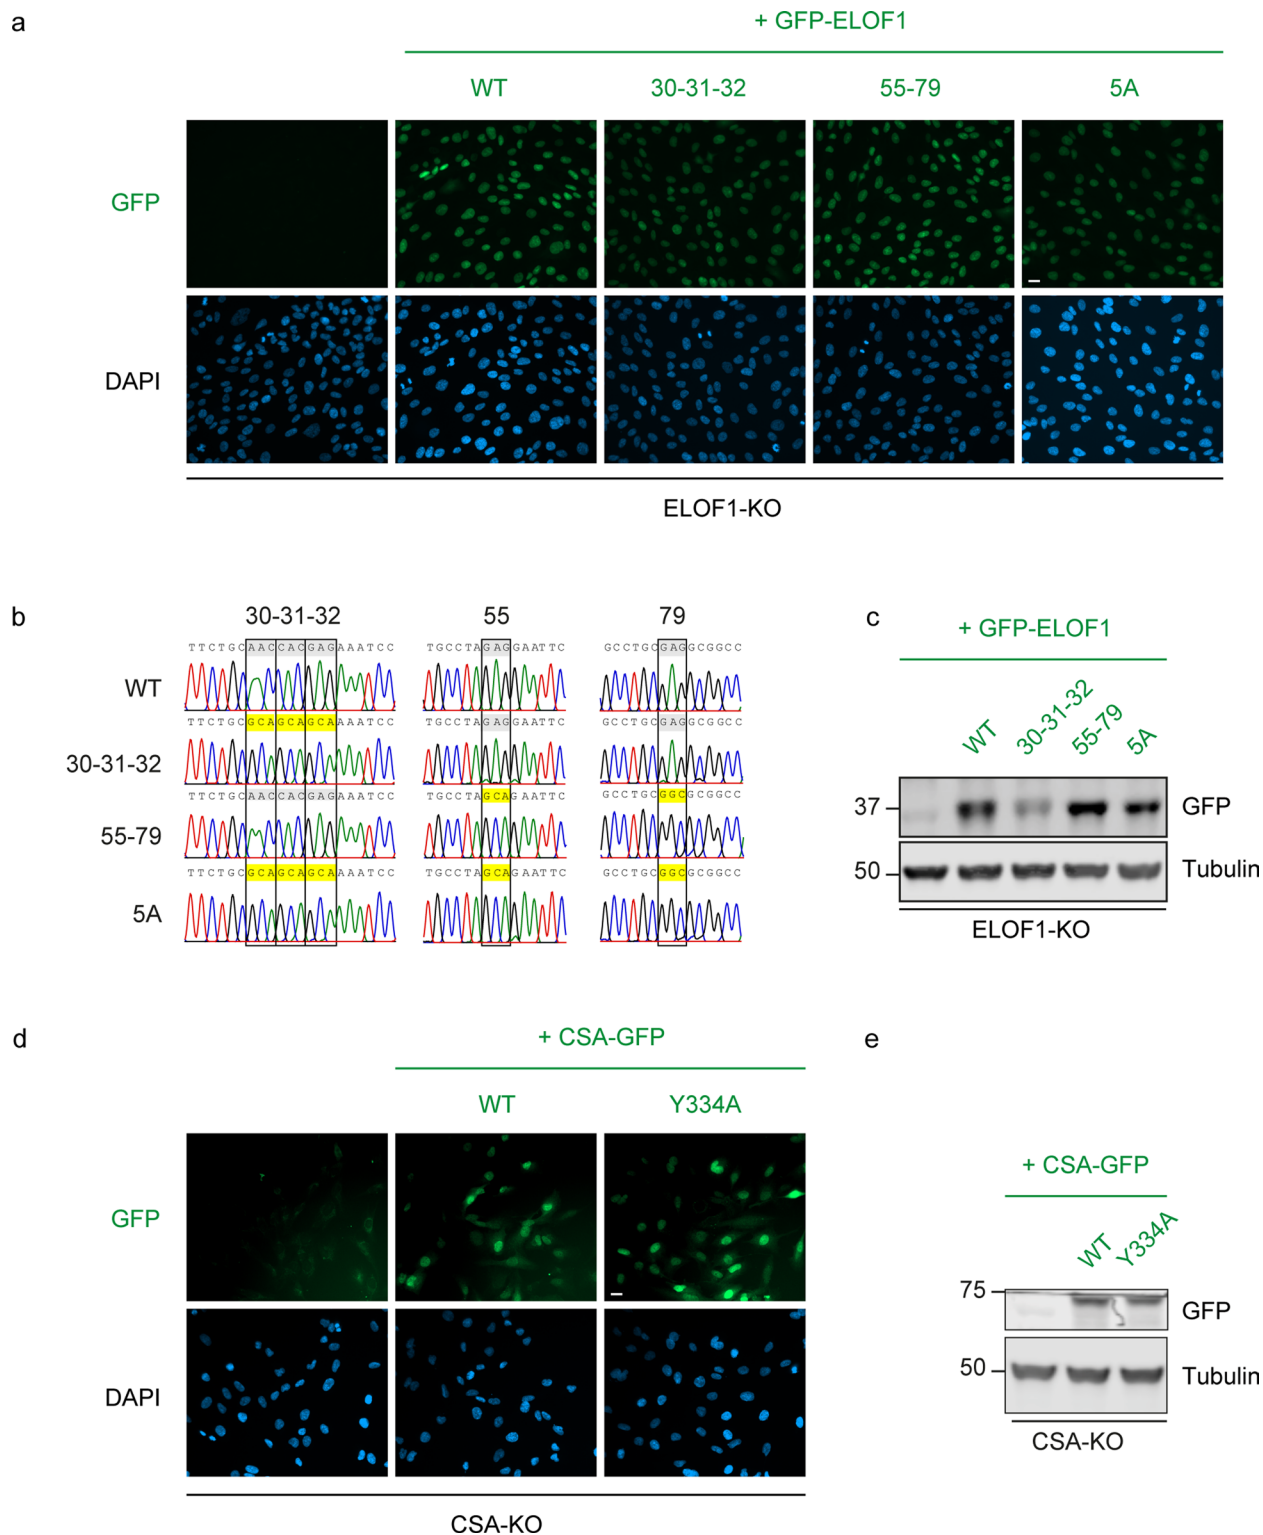 a
+ GFP-ELOF1
WT 30-31-32 55-79 5A
GFP
DAPI
ELOF1-KO
b
30-31-32 55 79
TTCTGCAACCACGAGAAATCC TGCCTAGAGGAATTC GCCTGCGAGGCGGCC
WT
TTCTGCGCAGCAGCAAAATCC TGCCTAGAGGAATTC GCCTGCGAGGCGGCC
30-31-32
TTCTGCAACCACGAGAAATCC TGCCTAGCAGAATTC GCCTGCGGCGCGGCC
55-79
TTCTGCGCAGCAGCAAAATCC TGCCTAGCAGAATTC GCCTGCGGCGCGGCC
5A
c
+ GFP-ELOF1
WT 30-31-32 55-79 5A
37 GFP
50 Tubulin
ELOF1-KO
d
+ CSA-GFP
WT Y334A
GFP
DAPI
CSA-KO
e
+ CSA-GFP
WT Y334A
75 GFP
50 Tubulin
CSA-KO